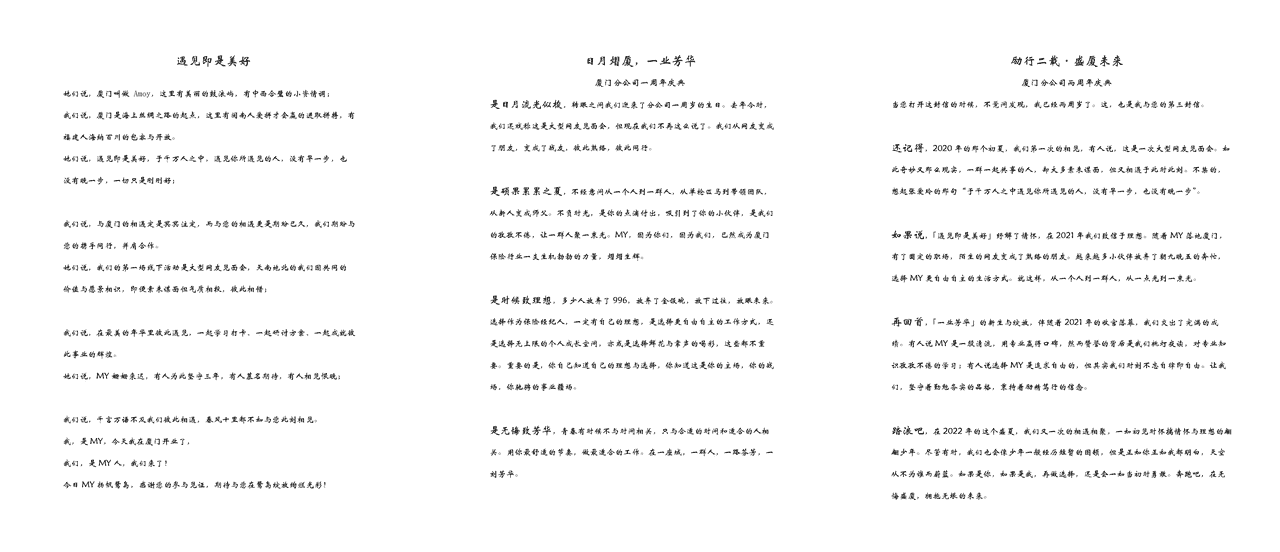 遇见即是美好
她们说，厦门叫做 Amoy，这里有美丽的鼓浪屿，有中西合璧的小资情调；
我们说，厦门是海上丝绸之路的起点，这里有闽南人爱拼才会赢的进取拼搏，有
福建人海纳百川的包容与开放。
她们说，遇见即是美好，于千万人之中，遇见你所遇见的人，没有早一步，也
没有晚一步，一切只是刚刚好；
我们说，与厦门的相遇定是冥冥注定，而与您的相遇更是期盼已久，我们期盼与
您的携手同行，并肩合作。
她们说，我们的第一场线下活动是大型网友见面会，天南地北的我们因共同的
价值与愿景相识，即便素未谋面但气质相投，彼此相惜；
我们说，在最美的年华里彼此遇见，一起学习打卡、一起研讨方案、一起成就彼
此事业的辉煌。
她们说，MY 姗姗来迟，有人为此坚守三年，有人慕名期待，有人相见恨晚；
我们说，千言万语不及我们彼此相遇，春风十里都不如与您此刻相见。
我，是 MY，今天我在厦门开业了，
我们，是 MY 人，我们来了！
今日 MY 扬帆鹭岛，感谢您的参与见证，期待与您在鹭岛绽放绚烂光彩！
日月熠厦，一业芳华
厦门分公司一周年庆典
是日月流光似梭，转眼之间我们迎来了分公司一周岁的生日。去年今时，
我们还戏称这是大型网友见面会，但现在我们不再这么说了。我们从网友变成
了朋友，变成了战友，彼此熟络，彼此同行。
是硕果累累之夏，不经意间从一个人到一群人，从单枪匹马到带领团队，
从新人变成师父。不负时光，是你的点滴付出，吸引到了你的小伙伴，是我们
的孜孜不倦，让一群人聚一束光。MY，因为你们，因为我们，已然成为厦门
保险行业一支生机勃勃的力量，熠熠生辉。
是时候致理想，多少人放弃了 996，放弃了金饭碗，放下过往，放眼未来。
选择作为保险经纪人，一定有自己的理想，是选择更自由自主的工作方式，还
是选择无上限的个人成长空间，亦或是选择鲜花与掌声的喝彩，这些都不重
要。重要的是，你自己知道自己的理想与选择，你知道这是你的主场，你的战
场，你驰骋的事业疆场。
是无悔致芳华，青春有时候不与时间相关，只与合适的时间和适合的人相
关。用你最舒适的节奏，做最适合的工作。在一座城，一群人，一路芬芳，一
刻芳华。
励行二载·盛厦未来
厦门分公司两周年庆典
当您打开这封信的时候，不觉间发现，我已经两周岁了。这，也是我与您的第三封信。
还记得，2020 年的那个初夏，我们第一次的相见，有人说，这是一次大型网友见面会。如
此奇妙又那么现实，一群一起共事的人，却大多素未谋面，但又相遇于此时此刻。不禁的，
想起张爱玲的那句“于千万人之中遇见你所遇见的人，没有早一步，也没有晚一步”。
如果说，「遇见即是美好」纾解了情怀，在 2021 年我们致信于理想。随着 MY 落地厦门，
有了固定的职场，陌生的网友变成了熟络的朋友。越来越多小伙伴放弃了朝九晚五的奔忙，
选择 MY 更自由自主的生活方式。就这样，从一个人到一群人，从一点光到一束光。
再回首，「一业芳华」的新生与绽放，伴随着 2021 年的收官落幕，我们交出了完满的成
绩。有人说 MY 是一股清流，用专业赢得口碑，然而赞誉的背后是我们挑灯夜读，对专业知
识孜孜不倦的学习；有人说选择 MY 是追求自由的，但其实我们时刻不忘自律即自由。让我
们，坚守着勤勉务实的品格，秉持着励精笃行的信念。
踏浪吧，在 2022 年的这个盛夏，我们又一次的相遇相聚，一如初见时怀揣情怀与理想的翩
翩少年。尽管有时，我们也会像少年一般经历短暂的困顿，但是正如你正如我都明白，天空
从不为谁而蔚蓝。如果是你，如果是我，再做选择，还是会一如当初时勇敢。奔跑吧，在无
悔盛厦，拥抱无垠的未来。